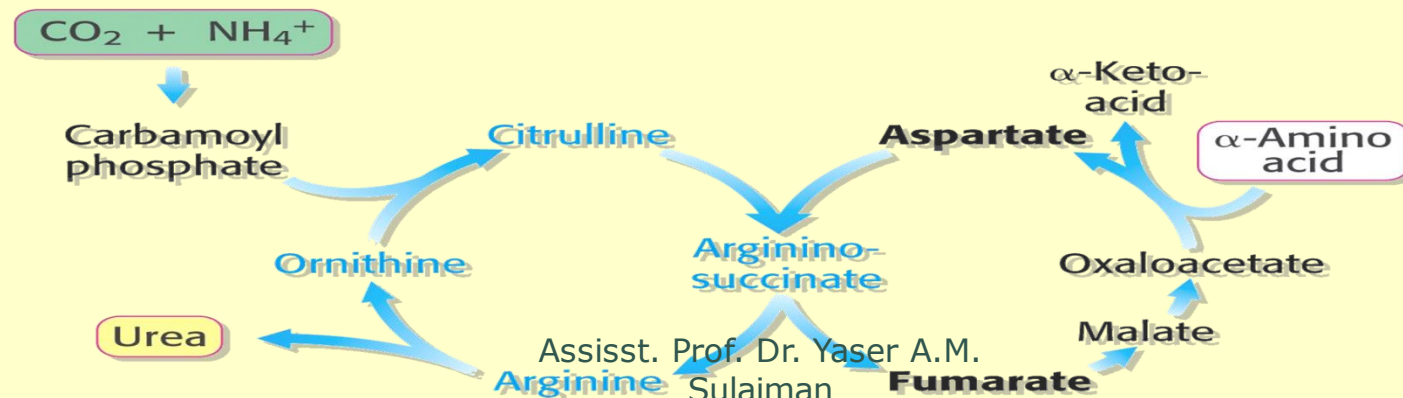 CO₂ + NH₄⁺
Carbamoyl
phosphate
Citrulline
Aspartate
α-Keto-
acid
α-Amino
acid
Ornithine
Arginino-
succinate
Oxaloacetate
Urea
Malate
Arginine
Fumarate
Assisst. Prof. Dr. Yaser A.M.
Sulaiman